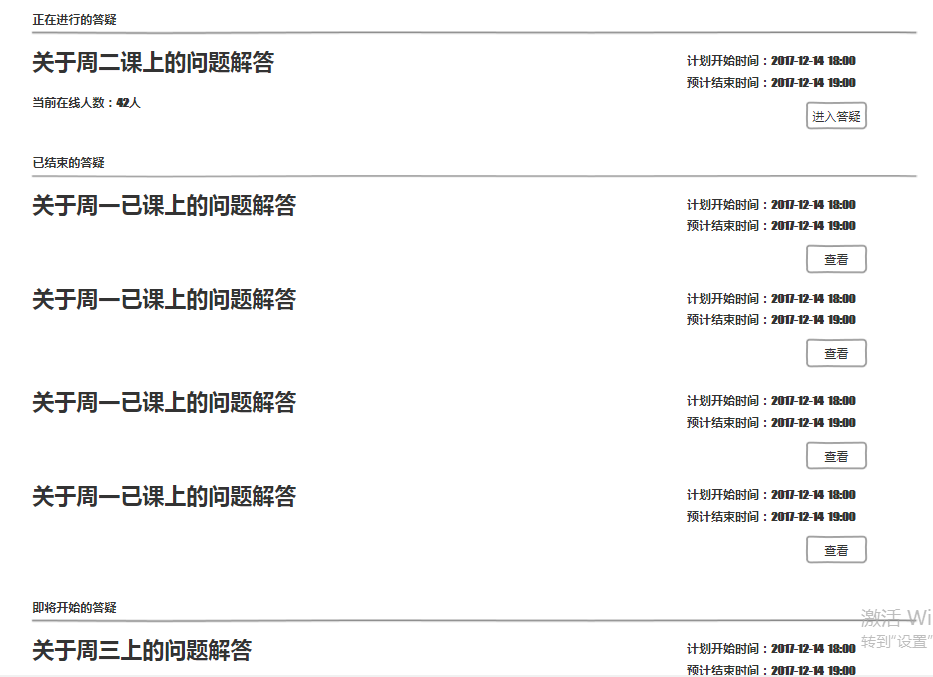 正在进行的答疑
关于周二课上的问题解答
计划开始时间：2017-12-14 18:00
预计结束时间：2017-12-14 19:00
当前在线人数：42人
进入答疑
已结束的答疑
关于周一已课上的问题解答
计划开始时间：2017-12-14 18:00
预计结束时间：2017-12-14 19:00
查看
关于周一已课上的问题解答
计划开始时间：2017-12-14 18:00
预计结束时间：2017-12-14 19:00
查看
关于周一已课上的问题解答
计划开始时间：2017-12-14 18:00
预计结束时间：2017-12-14 19:00
查看
关于周一已课上的问题解答
计划开始时间：2017-12-14 18:00
预计结束时间：2017-12-14 19:00
查看
即将开始的答疑
激活 Wi
转到"设置"
关于周三上的问题解答
计划开始时间：2017-12-14 18:00
预计结束时间：2017-12-14 19:00